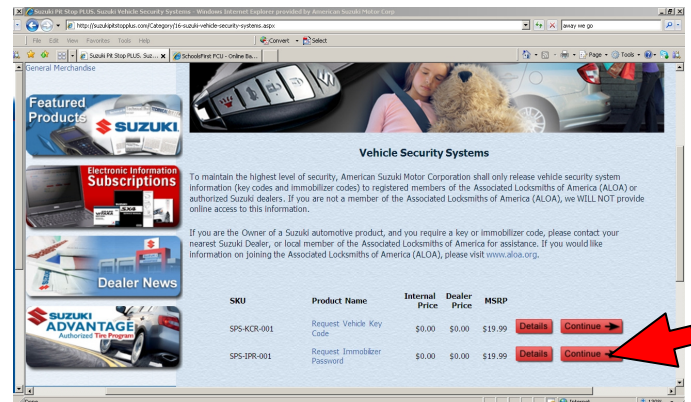 Suzuki Pit Stop PLUS. Suzuki Vehicle Security Systems - Windows Internet Explorer provided by American Suzuki Motor Corp.
http://suzukipitstopplus.com/Category/16-suzuki-vehicle-security-systems.aspx
away we go
File Edit View Favorites Tools Help
Convert Select
Suzuki Pit Stop PLUS. Suz...
SchoolsFirst FCU - Online Ba...
Page Tools
General Merchandise
Featured
Products
SUZUKI
Electronic Information
Subscriptions
SX4
Dealer News
SUZUKI
ADVANTAGE
Authorized Tire Program
Vehicle Security Systems
To maintain the highest level of security, American Suzuki Motor Corporation shall only release vehicle security system
information (key codes and immobilizer codes) to registered members of the Associated Locksmiths of America (ALOA) or
authorized Suzuki dealers. If you are not a member of the Associated Locksmiths of America (ALOA), we WILL NOT provide
online access to this information.
If you are the Owner of a Suzuki automotive product, and you require a key or immobilizer code, please contact your
nearest Suzuki Dealer, or local member of the Associated Locksmiths of America for assistance. If you would like
information on joining the Associated Locksmiths of America (ALOA), please visit www.aloa.org.
SKU Product Name Internal Price Dealer Price MSRP
SPS-KCR-001 Request Vehicle Key Code $0.00 $0.00 $19.99 Details Continue
SPS-IPR-001 Request Immobilizer Password $0.00 $0.00 $19.99 Details Continue